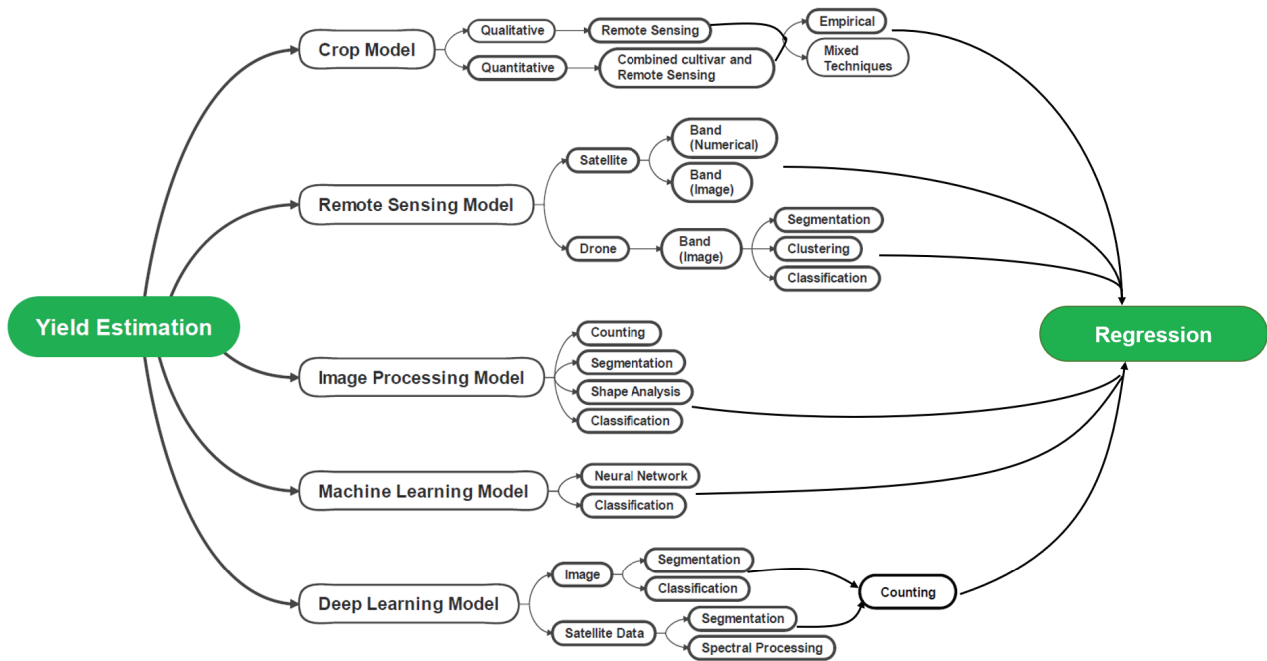 Yield Estimation
Crop Model
Qualitative
Remote Sensing
Quantitative
Combined cultivar and
Remote Sensing
Empirical
Mixed
Techniques
Remote Sensing Model
Satellite
Band
(Numerical)
Band
(Image)
Drone
Band
(Image)
Segmentation
Clustering
Classification
Image Processing Model
Counting
Segmentation
Shape Analysis
Classification
Machine Learning Model
Neural Network
Classification
Deep Learning Model
Image
Segmentation
Classification
Satellite Data
Segmentation
Spectral Processing
Counting
Regression